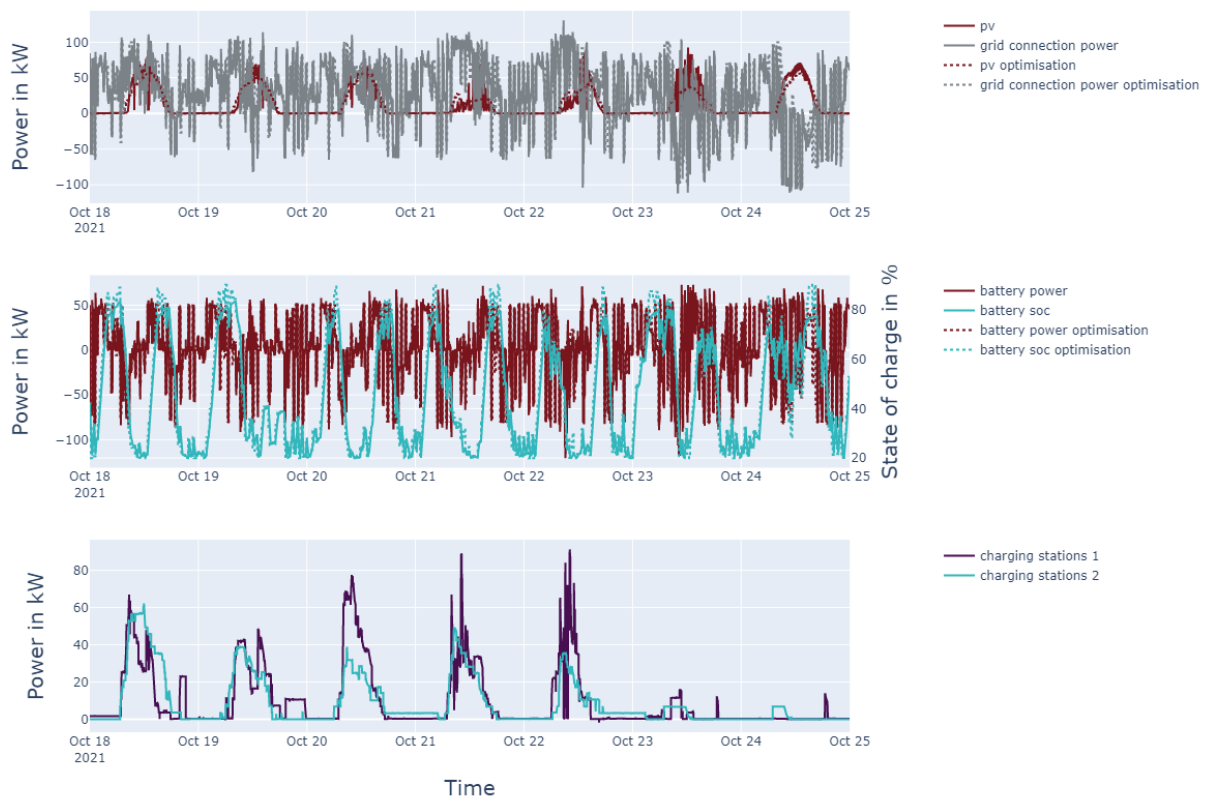 Power in kW
100
50
0
−50
−100
Oct 18
2021
Oct 19
Oct 20
Oct 21
Oct 22
Oct 23
Oct 24
Oct 25
pv
grid connection power
pv optimisation
grid connection power optimisation
Power in kW
50
0
−50
−100
80
60
40
20
State of charge in %
Oct 18
2021
Oct 19
Oct 20
Oct 21
Oct 22
Oct 23
Oct 24
Oct 25
battery power
battery soc
battery power optimisation
battery soc optimisation
Power in kW
80
60
40
20
0
Oct 18
2021
Oct 19
Oct 20
Oct 21
Oct 22
Oct 23
Oct 24
Oct 25
charging stations 1
charging stations 2
Time